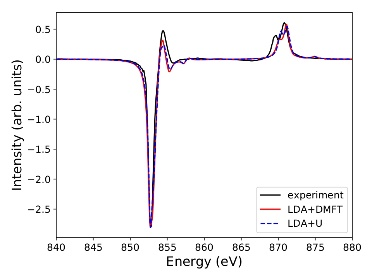 0.5
0.0
−0.5
−1.0
−1.5
−2.0
−2.5
Intensity (arb. units)
experiment
LDA+DMFT
LDA+U
840 845 850 855 860 865 870 875 880
Energy (eV)